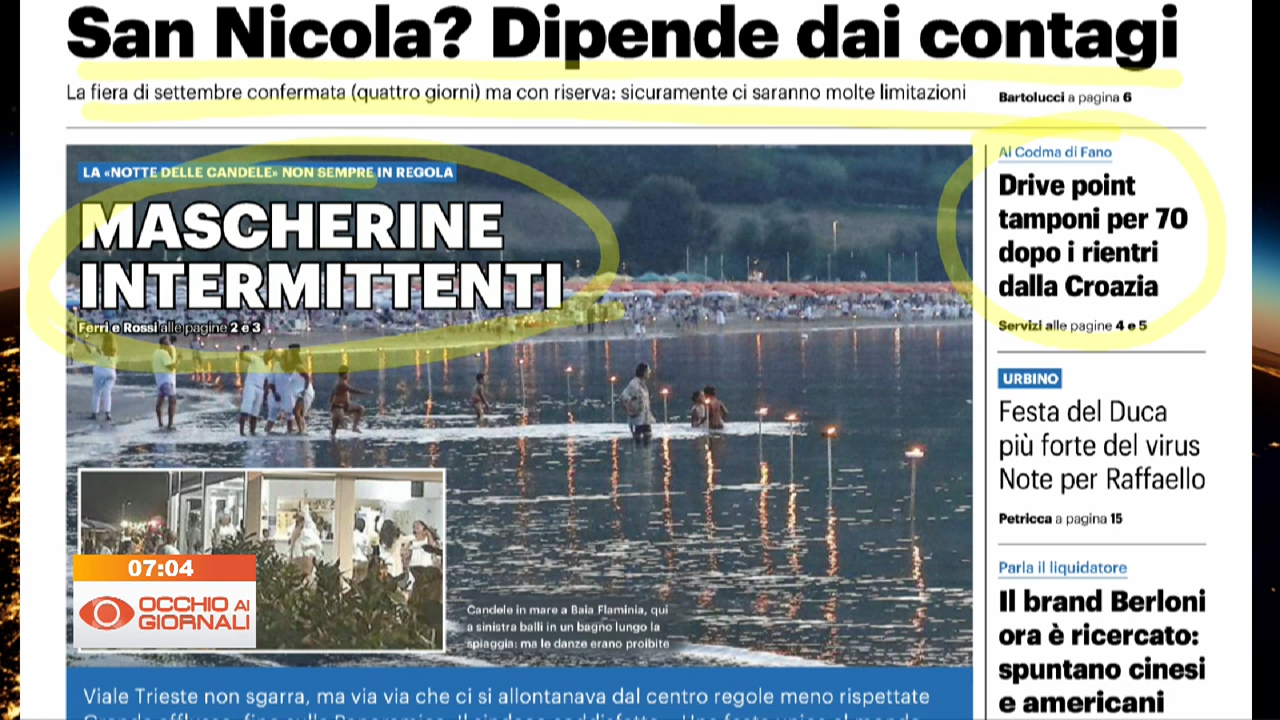 San Nicola? Dipende dai contagi
La fiera di settembre confermata (quattro giorni) ma con riserva: sicuramente ci saranno molte limitazioni
Bartolucci a pagina 6
LA «NOTTE DELLE CANDELE» NON SEMPRE IN REGOLA
MASCHERINE
INTERMITTENTI
Ferri e Rossi alle pagine 2 e 3
Al Codma di Fano
Drive point
tamponi per 70
dopo i rientri
dalla Croazia
Servizi alle pagine 4 e 5
URBINO
Festa del Duca
più forte del virus
Note per Raffaello
Petricca a pagina 15
Parla il liquidatore
Il brand Berloni
ora è ricercato:
spuntano cinesi
e americani
07:04
OCCHIO AI
GIORNALI
Candele in mare a Baia Flaminia, qui
a sinistra balli in un bagno lungo la
spiaggia: ma le danze erano proibite
Viale Trieste non sgarra, ma via via che ci si allontanava dal centro regole meno rispettate